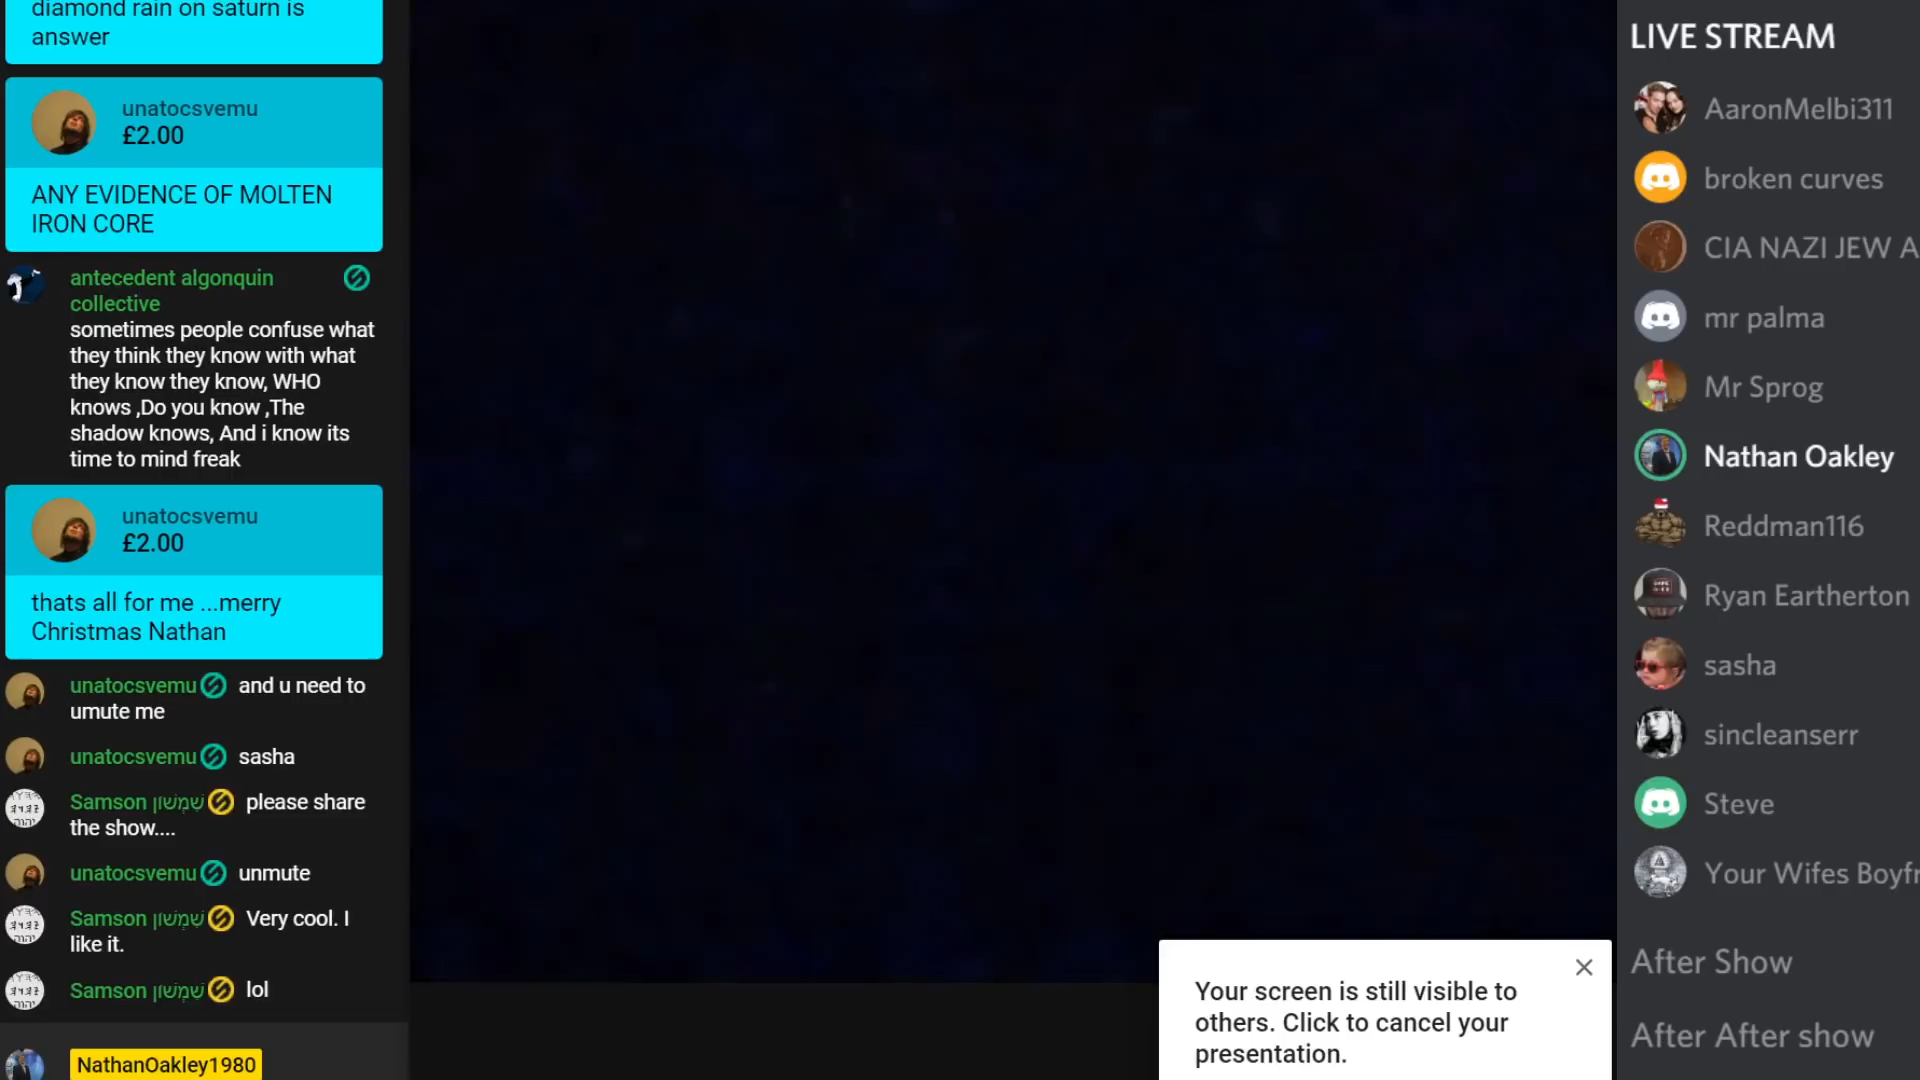 diamond rain on saturn is
answer
unatocsvemu
£2.00
ANY EVIDENCE OF MOLTEN
IRON CORE
antecedent algonquin
collective
sometimes people confuse what
they think they know with what
they know they know, WHO
knows ,Do you know ,The
shadow knows, And i know its
time to mind freak
unatocsvemu
£2.00
thats all for me ...merry
Christmas Nathan
unatocsvemu and u need to
umute me
unatocsvemu sasha
Samson שִׁמְשׁוֹן please share
the show....
unatocsvemu unmute
Samson שִׁמְשׁוֹן Very cool. I
like it.
Samson שִׁמְשׁוֹן lol
NathanOakley1980
Your screen is still visible to
others. Click to cancel your
presentation.
LIVE STREAM
AaronMelbi311
broken curves
CIA NAZI JEW A
mr palma
Mr Sprog
Nathan Oakley
Reddman116
Ryan Eartherton
sasha
sincleanserr
Steve
Your Wifes Boyfr
After Show
After After show